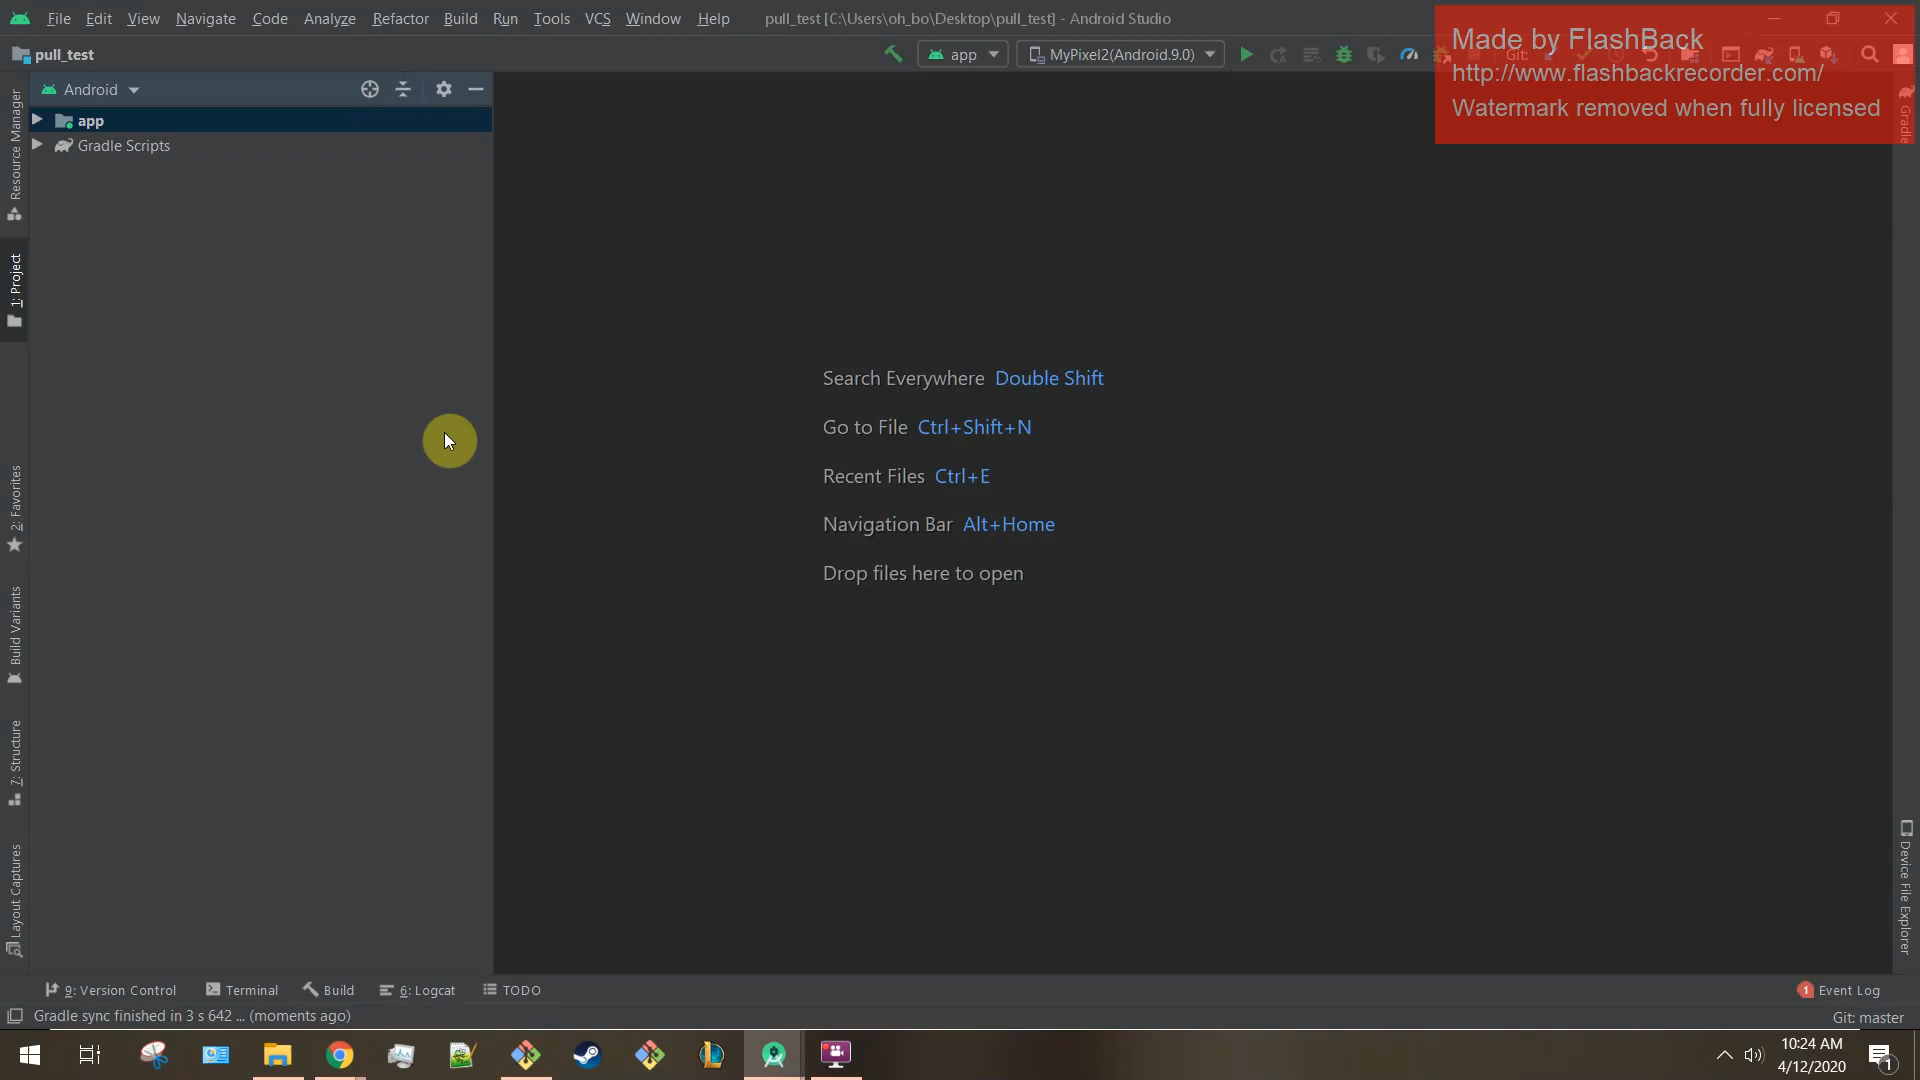 File Edit View Navigate Code Analyze Refactor Build Run Tools VCS Window Help pull_test [C:\Users\oh_bo\Desktop\pull_test] - Android Studio
Made by FlashBack
http://www.flashbackrecorder.com/
Watermark removed when fully licensed
pull_test
app
MyPixel2(Android.9.0)
Git:
Android
app
Gradle Scripts
Resource Manager
1: Project
2: Favorites
Build Variants
7: Structure
Layout Captures
Search Everywhere Double Shift
Go to File Ctrl+Shift+N
Recent Files Ctrl+E
Navigation Bar Alt+Home
Drop files here to open
Gradle
Device File Explorer
9: Version Control
Terminal
Build
6: Logcat
TODO
1 Event Log
Gradle sync finished in 3 s 642 ... (moments ago)
Git: master
10:24 AM
4/12/2020
1